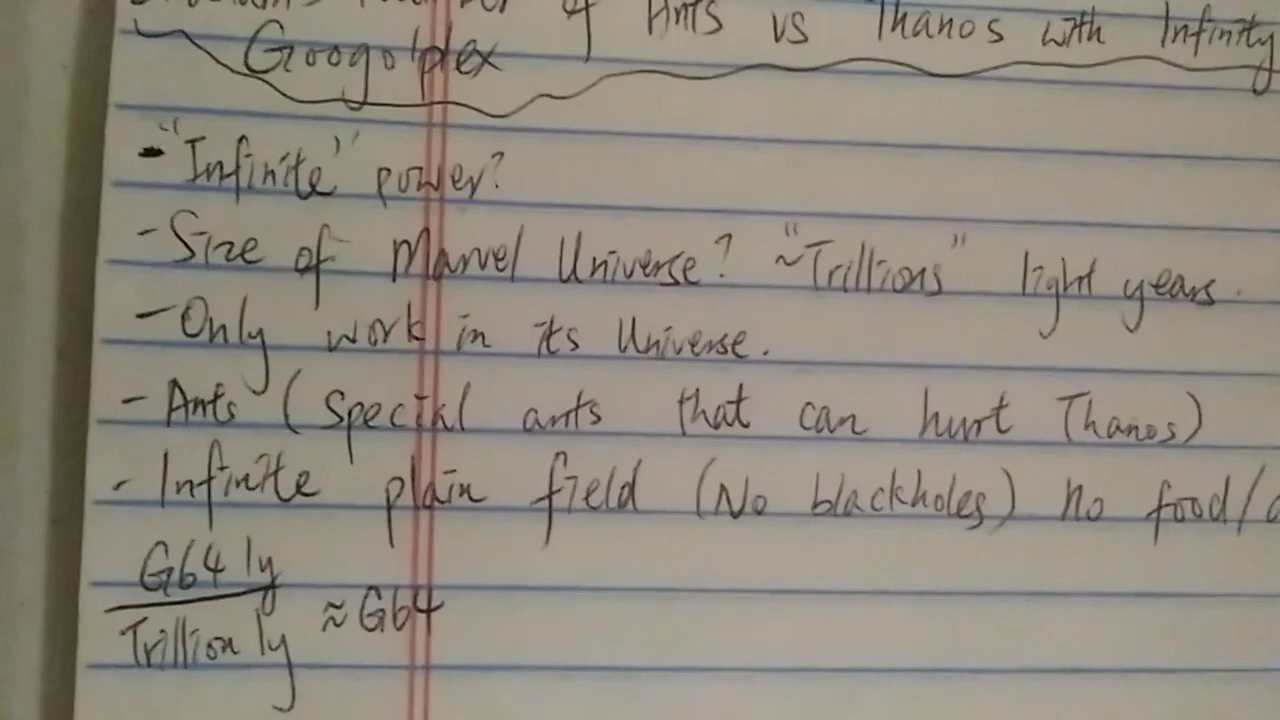 of Ants vs Thanos with Infinity
Googolplex
- "Infinite" power?
- Size of Marvel Universe? ~"Trillions" light years.
- Only work in its Universe.
- Ants (Special ants that can hurt Thanos)
- Infinite plain field (No blackholes) no food/
G64 ly
Trillion ly
≈ G64